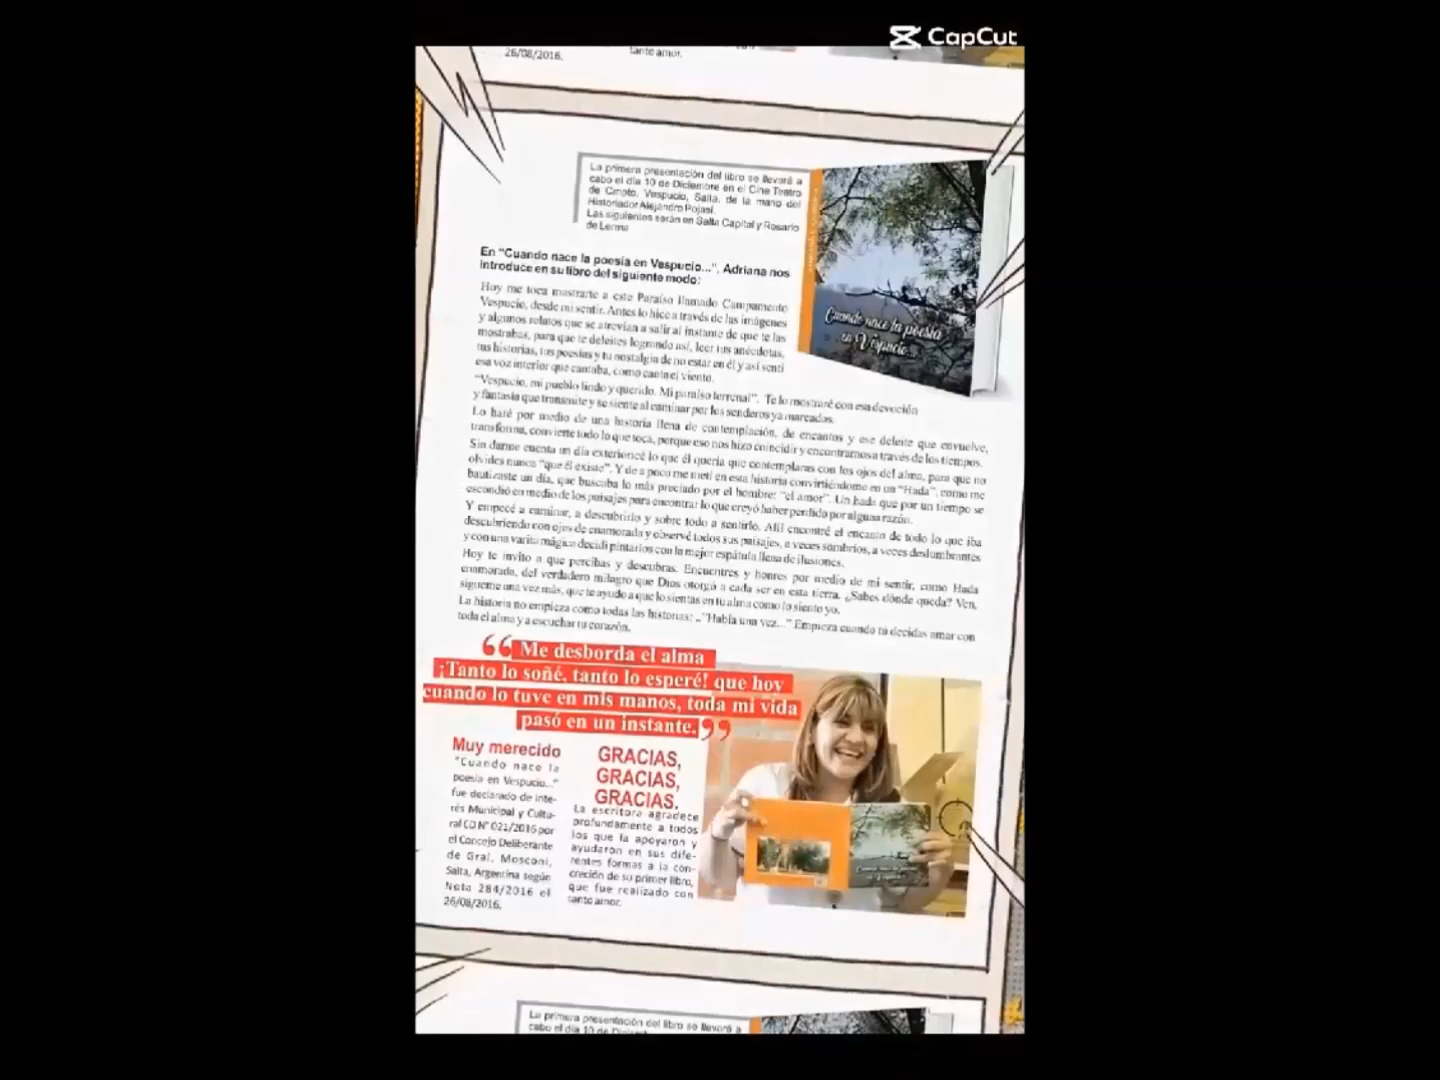 CapCut
26/08/2016.
tanto amor.
La primera presentación del libro se llevará a
cabo el día 10 de Diciembre en el Cine Teatro
de Cmpto. Vespucio, Salta, de la mano del
Historiador Alejandro Pojasi.
Las siguientes serán en Salta Capital y Rosario
de Lerma
Cuando nace la poesía
en Vespucio...
En "Cuando nace la poesía en Vespucio...", Adriana nos
introduce en su libro del siguiente modo:
Hoy me toca mostrarte a este Paraíso llamado Campamento
Vespucio, desde mi sentir. Antes lo hice a través de las imágenes
y algunos relatos que se atrevían a salir al instante de que te las
mostrabas, para que te deleites logrando así, leer tus anécdotas,
tus historias, tus poesías y tu nostalgia de no estar en él y así sentí
esa voz interior que cantaba, como canta el viento.
"Vespucio, mi pueblo lindo y querido. Mi paraíso terrenal". Te lo mostraré con esa devoción
y fantasía que transmite y se siente al caminar por los senderos ya marcados.
Lo haré por medio de una historia llena de contemplación, de encantos y ese deleite que envuelve,
transforma, convierte todo lo que toca, porque eso nos hizo coincidir y encontrarnos a través de los tiempos.
Sin darme cuenta un día exterioricé lo que él quería que contemplaras con los ojos del alma, para que no
olvides nunca "que él existe". Y de a poco me metí en esta historia convirtiéndome en un "Hada", como me
bautizaste un día, que buscaba lo más preciado por el hombre: "el amor". Un hada que por un tiempo se
escondió en medio de los paisajes para encontrar lo que creyó haber perdido por alguna razón.
Y empecé a caminar, a descubrirlo y sobre todo a sentirlo. Allí encontré el encanto de todo lo que iba
descubriendo con ojos de enamorada y observé todos sus paisajes, a veces sombríos, a veces deslumbrantes
y con una varita mágica decidí pintarlos con la mejor espátula llena de ilusiones.
Hoy te invito a que percibas y descubras. Encuentres y honres por medio de mi sentir, como Hada
enamorada, del verdadero milagro que Dios otorgó a cada ser en esta tierra. ¿Sabes dónde queda? Ven,
sígueme una vez más, que te ayudo a que lo sientas en tu alma como lo siento yo.
La historia no empieza como todas las historias: .."Había una vez..." Empieza cuando tú decidas amar con
toda el alma y a escuchar tu corazón.
“Me desborda el alma
¡Tanto lo soñé, tanto lo esperé! que hoy
cuando lo tuve en mis manos, toda mi vida
pasó en un instante.”
Muy merecido
"Cuando nace la
poesía en Vespucio..."
fue declarado de inte-
rés Municipal y Cultu-
ral CD N° 021/2016 por
el Concejo Deliberante
de Gral. Mosconi,
Salta, Argentina según
Nota 284/2016 el
26/08/2016.
GRACIAS,
GRACIAS,
GRACIAS.
La escritora agradece
profundamente a todos
los que la apoyaron y
ayudaron en sus dife-
rentes formas a la con-
creción de su primer libro,
que fue realizado con
tanto amor.
La primera presentación del libro se llevará a
cabo el día 10 de